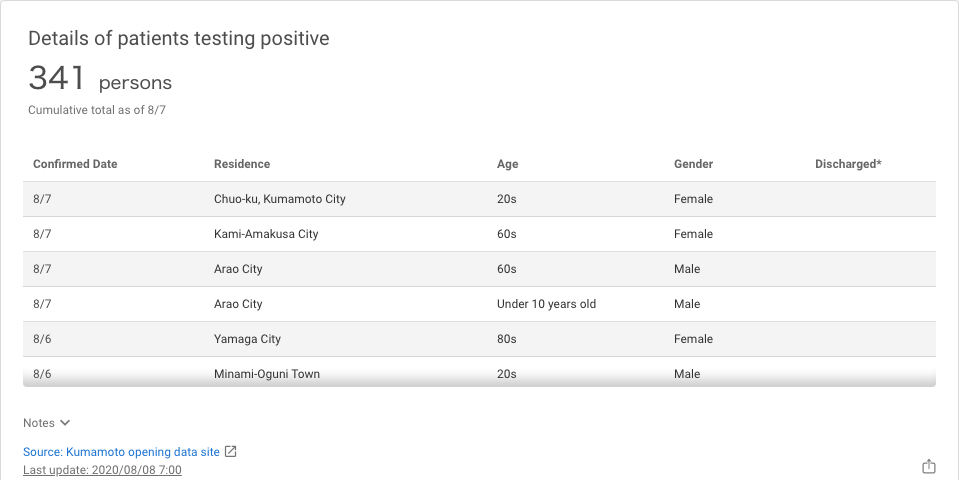 Details of patients testing positive
341 persons
Cumulative total as of 8/7
Confirmed Date Residence Age Gender Discharged*
8/7 Chuo-ku, Kumamoto City 20s Female
8/7 Kami-Amakusa City 60s Female
8/7 Arao City 60s Male
8/7 Arao City Under 10 years old Male
8/6 Yamaga City 80s Female
8/6 Minami-Oguni Town 20s Male
Notes
Source: Kumamoto opening data site
Last update: 2020/08/08 7:00